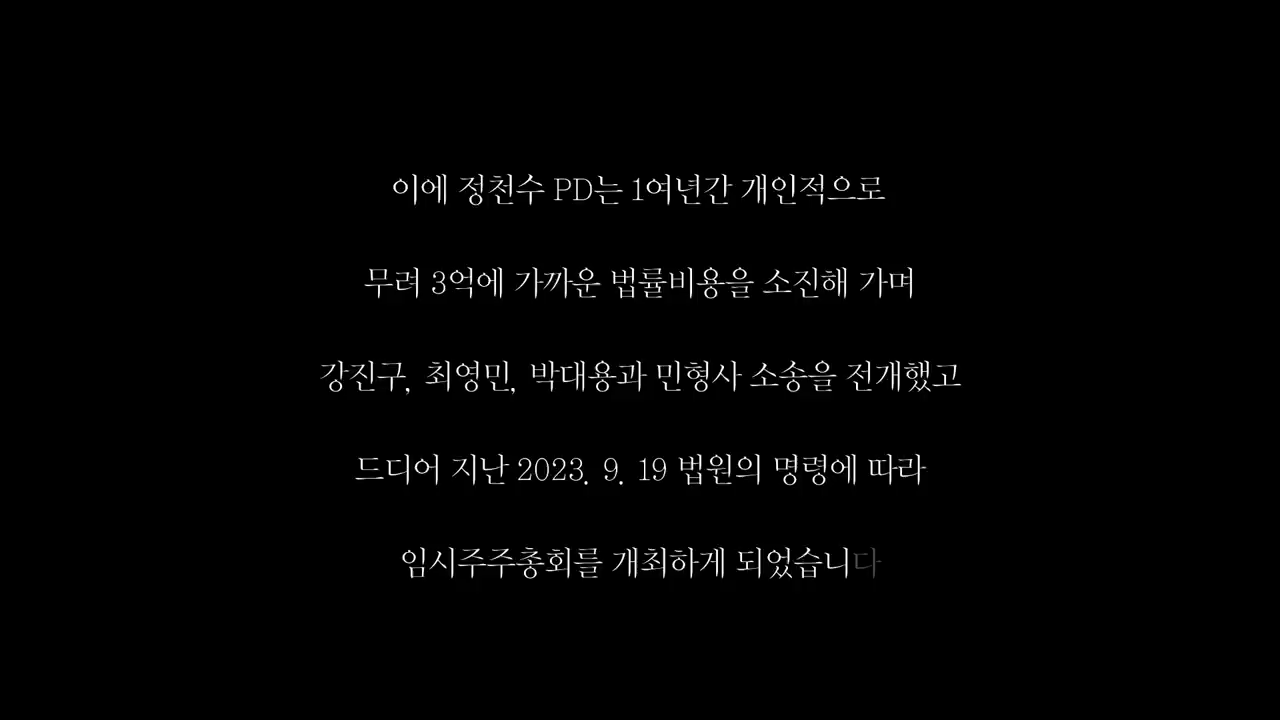 이에 정천수 PD는 1여년간 개인적으로
무려 3억에 가까운 법률비용을 소진해 가며
강진구, 최영민, 박대용과 민형사 소송을 전개했고
드디어 지난 2023. 9. 19 법원의 명령에 따라
임시주주총회를 개최하게 되었습니다